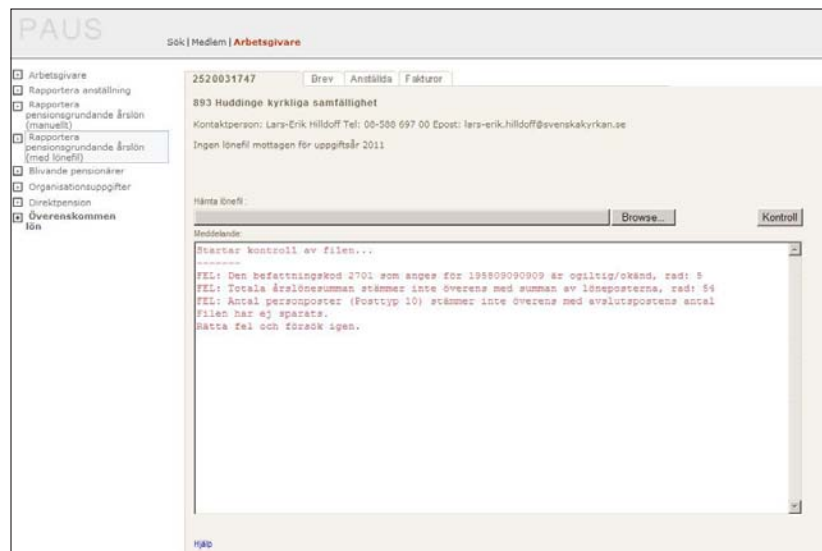 PAUS
Sök | Medlem | Arbetsgivare
Arbetsgivare
Rapportera anställning
Rapportera
pensionsgrundande årslön
(manuellt)
Rapportera
pensionsgrundande årslön
(med lönefil)
Blivande pensionärer
Organisationsuppgifter
Direktpension
Överenskommen
lön
2520031747 Brev Anställda Fakturor
893 Huddinge kyrkliga samfällighet
Kontaktperson: Lars-Erik Hilldoff Tel: 08-588 697 00 Epost: lars-erik.hilldoff@svenskakyrkan.se
Ingen lönefil mottagen för uppgiftsår 2011
Hämta lönefil :
Browse... Kontroll
Meddelande:
Startar kontroll av filen...
-------
FEL: Den befattningskod 2701 som anges för 195809090909 är ogiltig/okänd, rad: 5
FEL: Totala årslönesumman stämmer inte överens med summan av löneposterna, rad: 54
FEL: Antal personposter (Posttyp 10) stämmer inte överens med avslutspostens antal
Filen har ej sparats.
Rätta fel och försök igen.
Hjälp